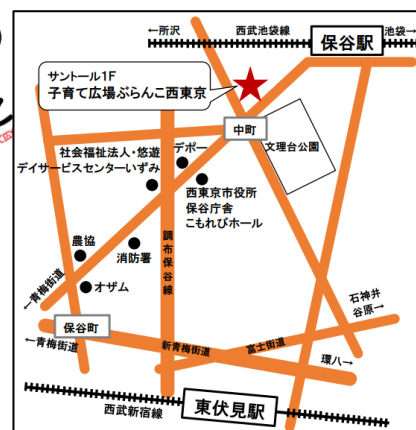 ←所沢
西武池袋線
池袋→
保谷駅
サントール1F
子育て広場ぶらんこ西東京
中町
文理台公園
デポー
社会福祉法人・悠遊
デイサービスセンターいずみ
西東京市役所
保谷庁舎
こもれびホール
調布保谷線
農協
消防署
←青梅街道
オザム
保谷町
←青梅街道
新青梅街道
富士街道
石神井
谷原→
環八→
西武新宿線
東伏見駅